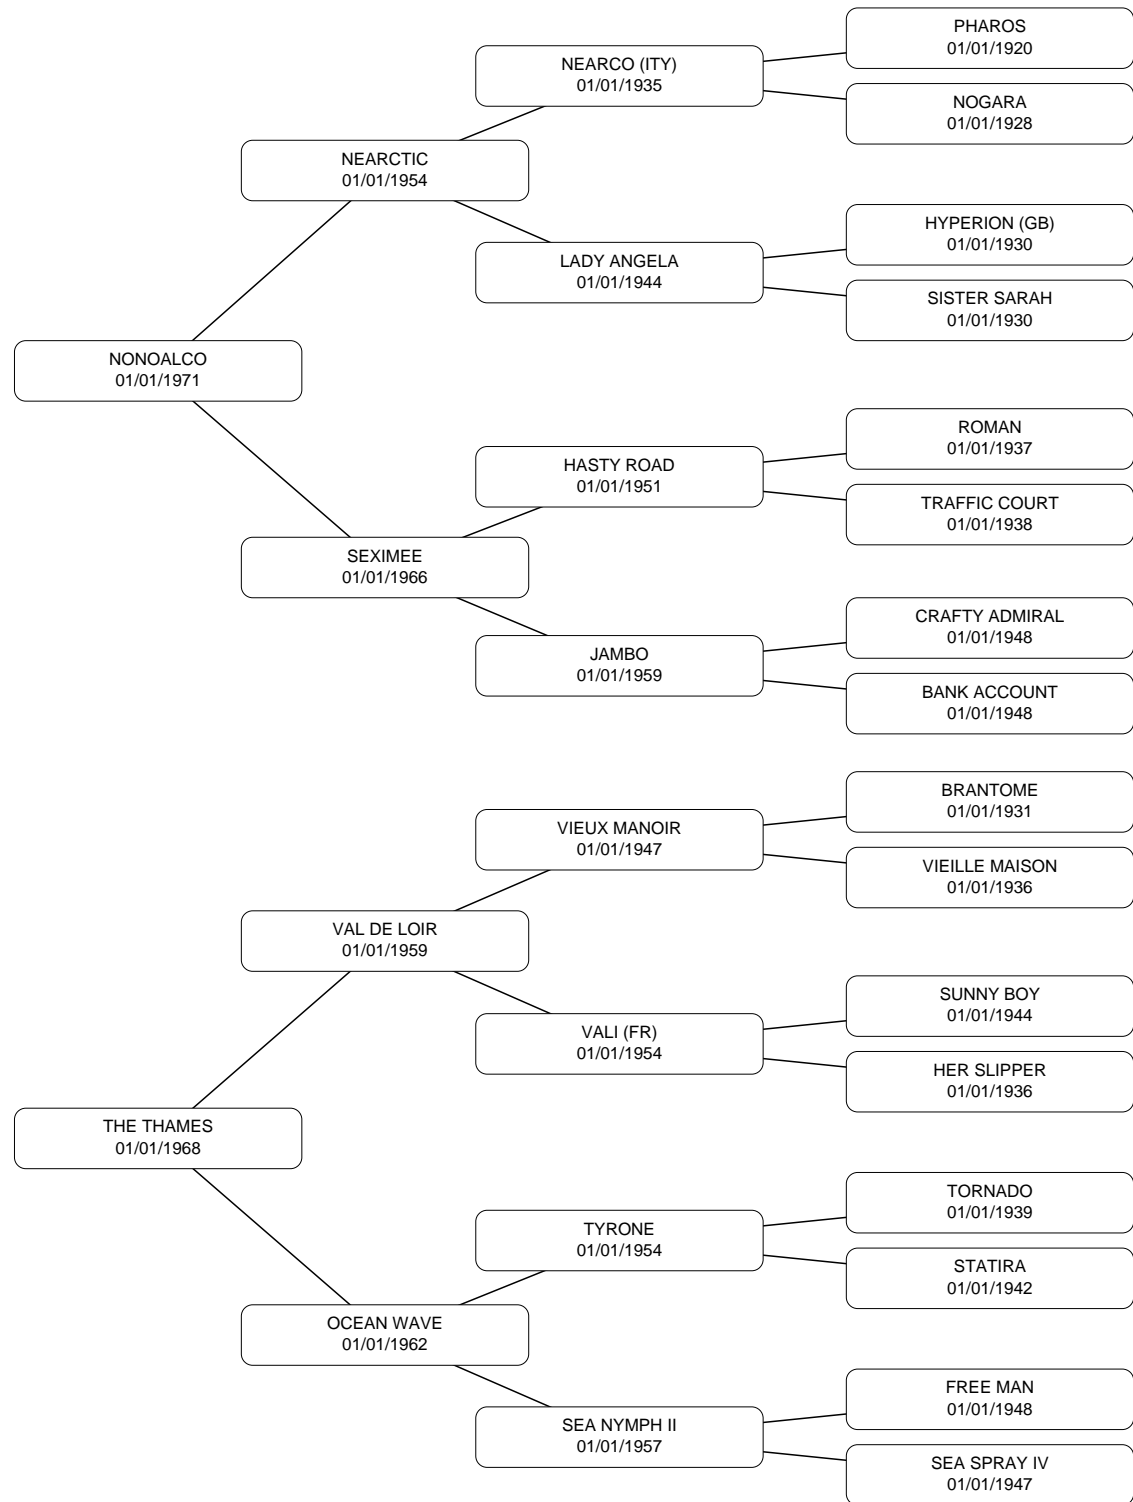 PHAROS
01/01/1920
NEARCO (ITY)
01/01/1935
NOGARA
01/01/1928
NEARCTIC
01/01/1954
HYPERION (GB)
01/01/1930
LADY ANGELA
01/01/1944
SISTER SARAH
01/01/1930
NONOALCO
01/01/1971
ROMAN
01/01/1937
HASTY ROAD
01/01/1951
TRAFFIC COURT
01/01/1938
SEXIMEE
01/01/1966
CRAFTY ADMIRAL
01/01/1948
JAMBO
01/01/1959
BANK ACCOUNT
01/01/1948
BRANTOME
01/01/1931
VIEUX MANOIR
01/01/1947
VIEILLE MAISON
01/01/1936
VAL DE LOIR
01/01/1959
SUNNY BOY
01/01/1944
VALI (FR)
01/01/1954
HER SLIPPER
01/01/1936
THE THAMES
01/01/1968
TORNADO
01/01/1939
TYRONE
01/01/1954
STATIRA
01/01/1942
OCEAN WAVE
01/01/1962
FREE MAN
01/01/1948
SEA NYMPH II
01/01/1957
SEA SPRAY IV
01/01/1947